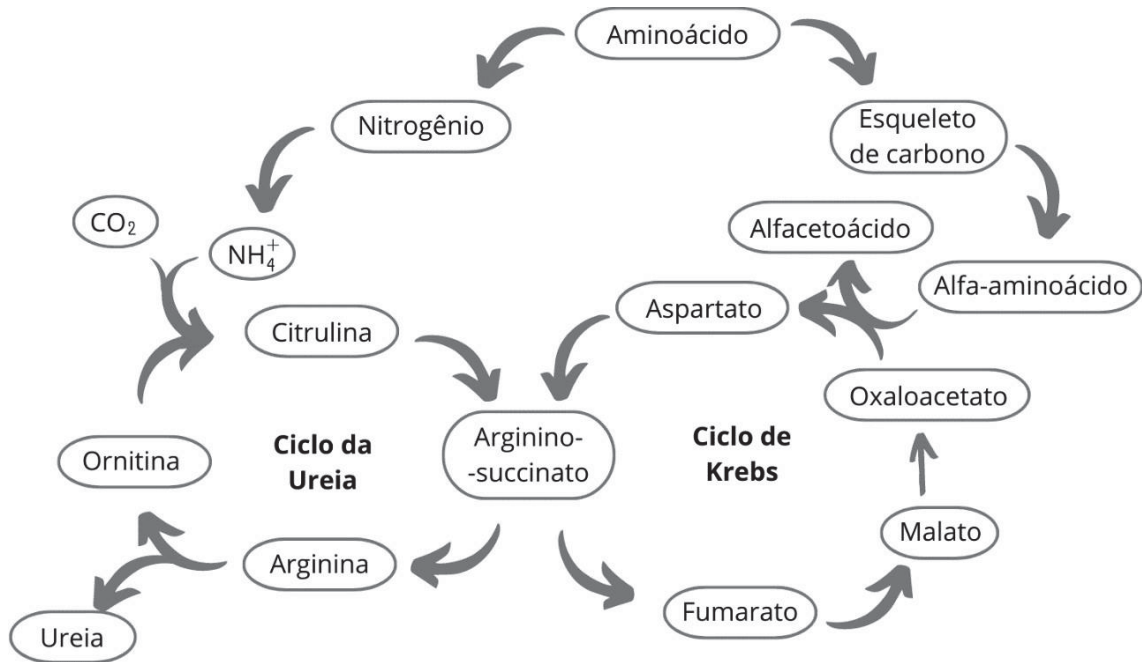 Aminoácido
Nitrogênio
Esqueleto
de carbono
CO₂
NH₄⁺
Alfacetoácido
Alfa-aminoácido
Citrulina
Aspartato
Oxaloacetato
Ciclo da
Ureia
Arginino-
-succinato
Ciclo de
Krebs
Ornitina
Malato
Arginina
Fumarato
Ureia